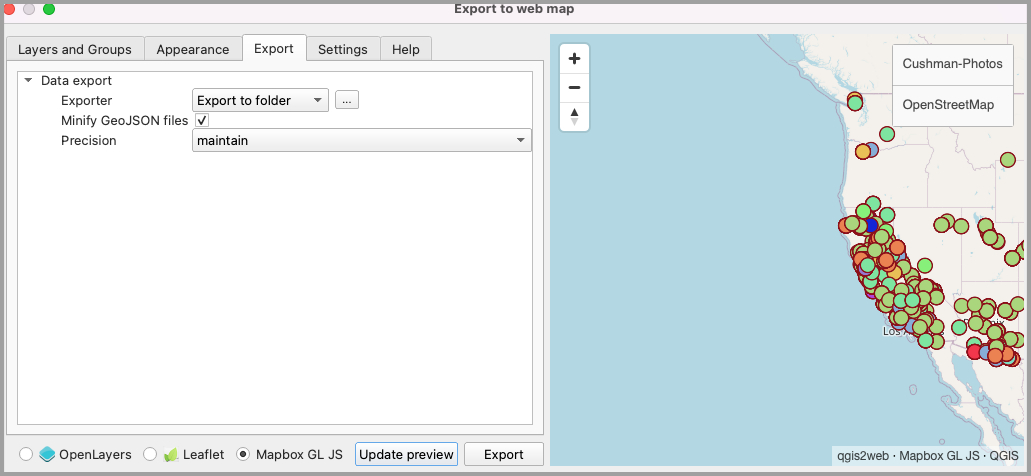 Export to web map
Layers and Groups Appearance Export Settings Help
Data export
Exporter Export to folder ...
Minify GeoJSON files
Precision maintain
OpenLayers Leaflet Mapbox GL JS Update preview Export
+
−
Cushman-Photos
OpenStreetMap
Los
qgis2web · Mapbox GL JS · QGIS